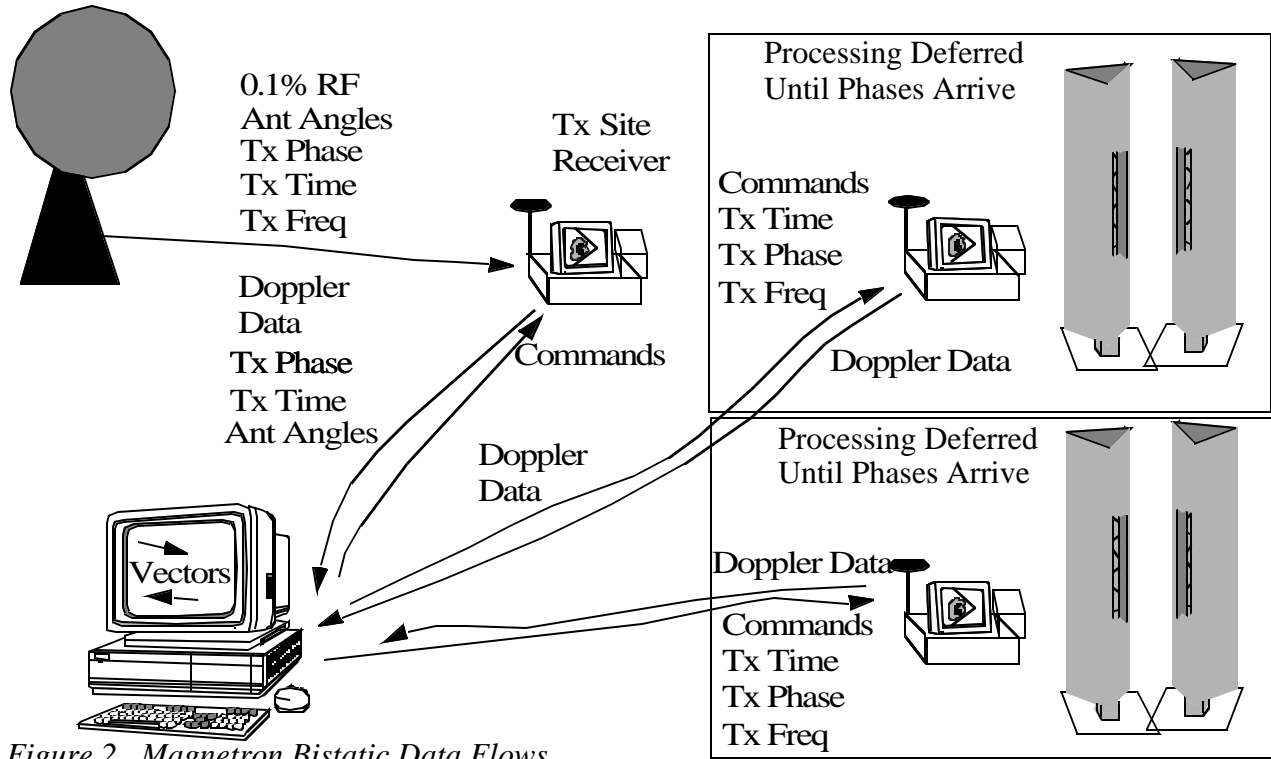 0.1% RF
Ant Angles
Tx Phase
Tx Time
Tx Freq
Tx Site
Receiver
Processing Deferred
Until Phases Arrive
Commands
Tx Time
Tx Phase
Tx Freq
Doppler Data
Doppler
Data
Tx Phase
Tx Time
Ant Angles
Commands
Doppler
Data
Processing Deferred
Until Phases Arrive
Doppler Data
Commands
Tx Time
Tx Phase
Tx Freq
Vectors
Figure 2. Magnetron Bistatic Data Flows